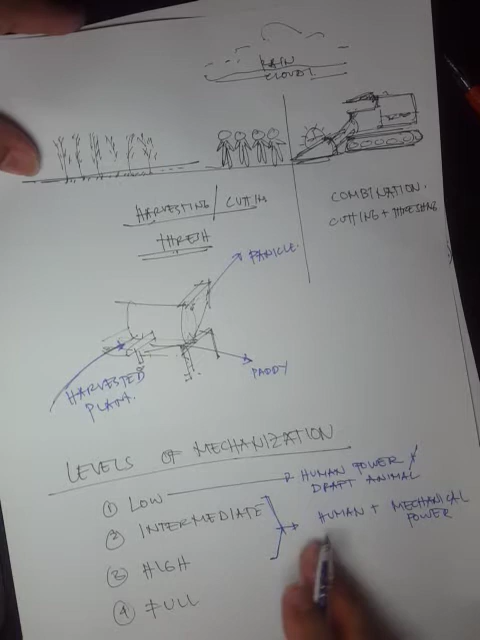 RAIN
CLOUDS
HARVESTING / CUTTING
THRESH
COMBINATION.
CUTTING + THRESHING
PANICLE.
HARVESTED
PLANT.
PADDY
LEVELS OF MECHANIZATION
① LOW
HUMAN POWER /
DRAFT ANIMAL
② INTERMEDIATE
HUMAN + MECHANICAL
POWER
③ HIGH
④ FULL